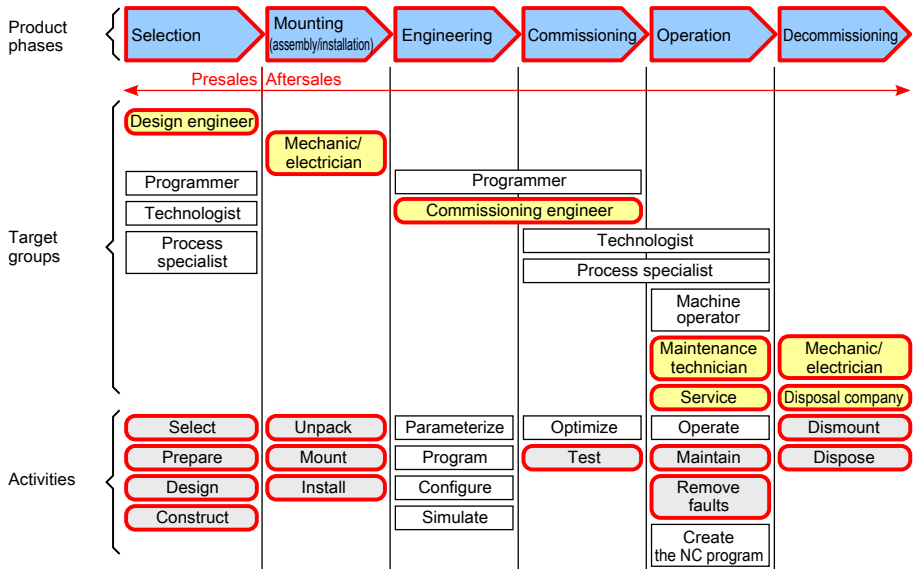 Product
phases
Selection
Mounting
(assembly/installation)
Engineering
Commissioning
Operation
Decommissioning
Presales Aftersales
Target
groups
Design engineer
Mechanic/
electrician
Programmer
Programmer
Technologist
Commissioning engineer
Process
specialist
Technologist
Process specialist
Machine
operator
Maintenance
technician
Mechanic/
electrician
Service
Disposal company
Activities
Select
Unpack
Parameterize
Optimize
Operate
Dismount
Prepare
Mount
Program
Test
Maintain
Dispose
Design
Install
Configure
Remove
faults
Construct
Simulate
Create
the NC program